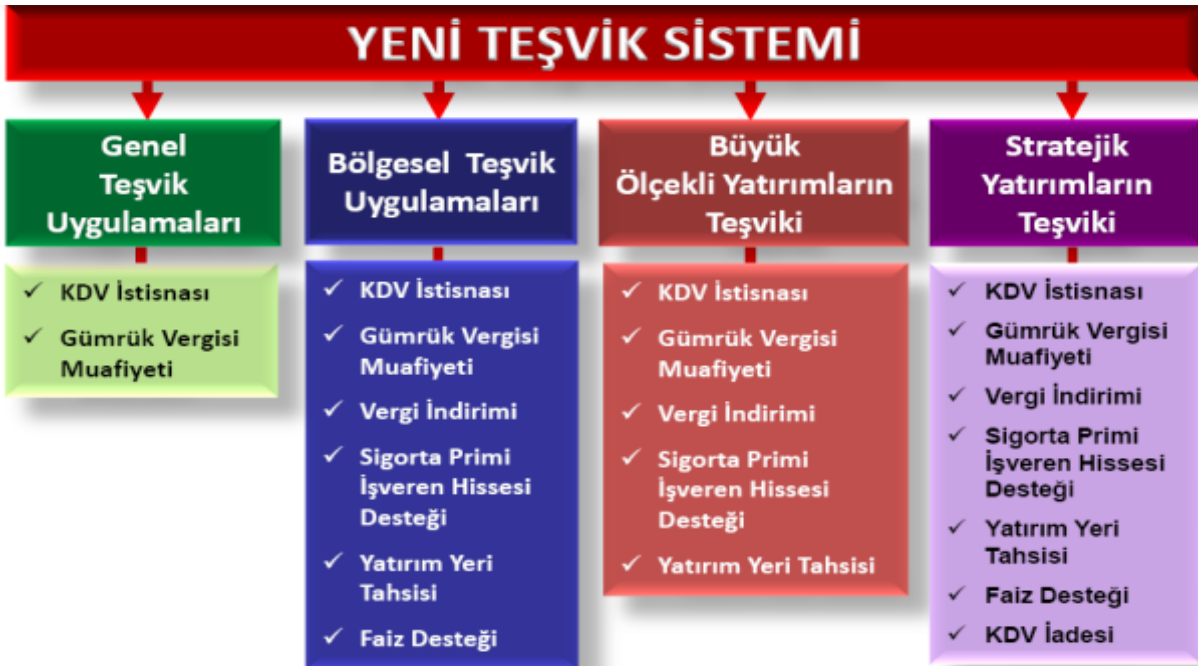 YENİ TEŞVİK SİSTEMİ
Genel
Teşvik
Uygulamaları
✓ KDV İstisnası
✓ Gümrük Vergisi
Muafiyeti
Bölgesel Teşvik
Uygulamaları
✓ KDV İstisnası
✓ Gümrük Vergisi
Muafiyeti
✓ Vergi İndirimi
✓ Sigorta Primi
İşveren Hissesi
Desteği
✓ Yatırım Yeri
Tahsisi
✓ Faiz Desteği
Büyük
Ölçekli Yatırımların
Teşviki
✓ KDV İstisnası
✓ Gümrük Vergisi
Muafiyeti
✓ Vergi İndirimi
✓ Sigorta Primi
İşveren Hissesi
Desteği
✓ Yatırım Yeri Tahsisi
Stratejik
Yatırımların
Teşviki
✓ KDV İstisnası
✓ Gümrük Vergisi
Muafiyeti
✓ Vergi İndirimi
✓ Sigorta Primi
İşveren Hissesi
Desteği
✓ Yatırım Yeri
Tahsisi
✓ Faiz Desteği
✓ KDV İadesi